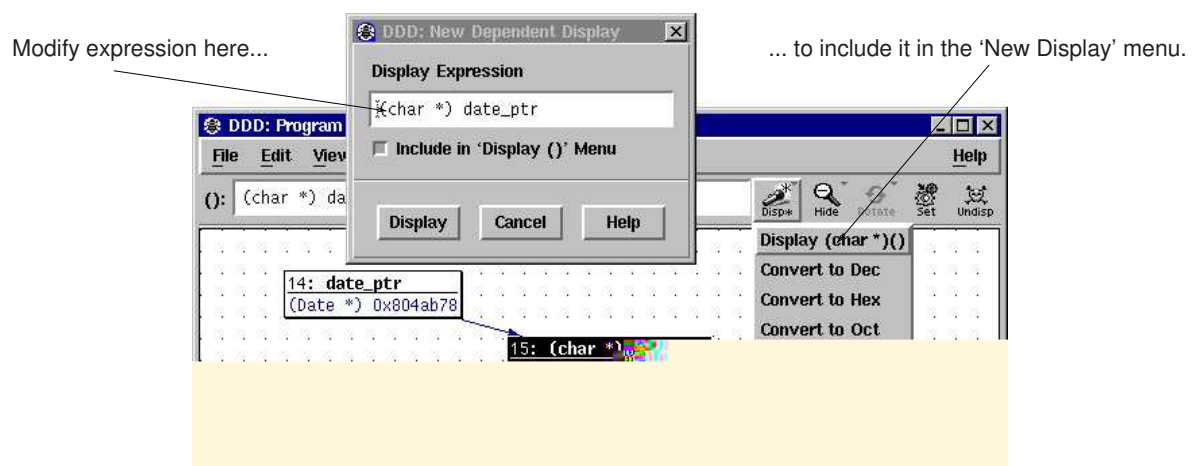 Modify expression here...
... to include it in the ‘New Display’ menu.
DDD: New Dependent Display
Display Expression
(char *) date_ptr
Include in ‘Display ()’ Menu
Display Cancel Help
DDD: Program
File Edit View Help
(): (char *) da
Disp* Hide Rotate Set Undisp
Display (char *)()
Convert to Dec
Convert to Hex
Convert to Oct
14: date_ptr
(Date *) 0x804ab78
15: (char *)